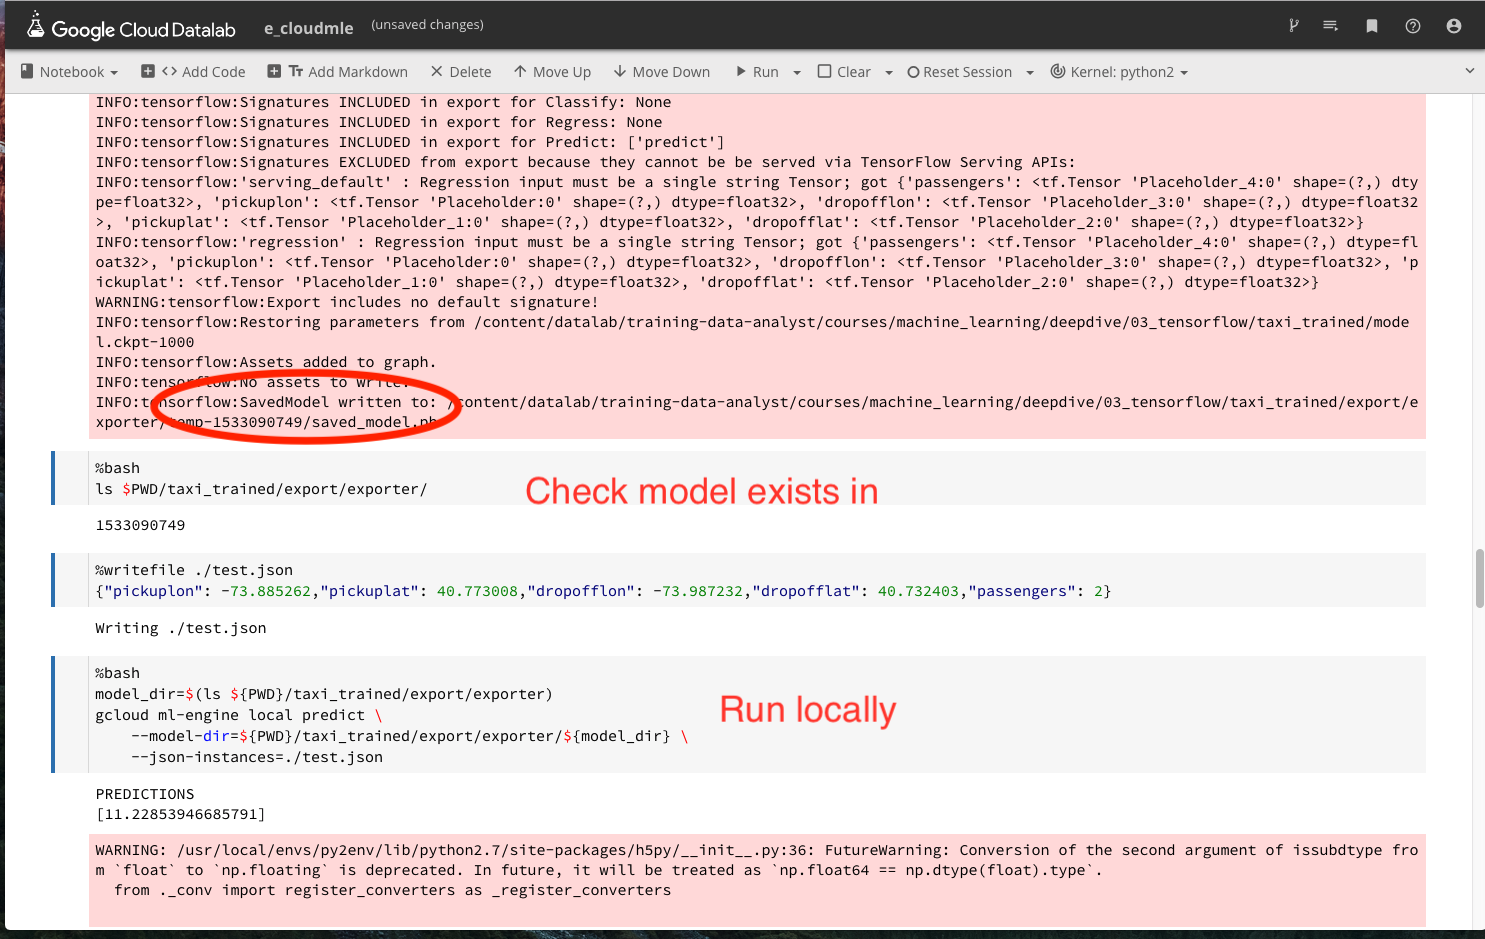 Google Cloud Datalab e_cloudmle (unsaved changes)
Notebook Add Code Add Markdown Delete Move Up Move Down Run Clear Reset Session Kernel: python2
INFO:tensorflow:Signatures INCLUDED in export for Classify: None
INFO:tensorflow:Signatures INCLUDED in export for Regress: None
INFO:tensorflow:Signatures INCLUDED in export for Predict: ['predict']
INFO:tensorflow:Signatures EXCLUDED from export because they cannot be be served via TensorFlow Serving APIs:
INFO:tensorflow:'serving_default' : Regression input must be a single string Tensor; got {'passengers': <tf.Tensor 'Placeholder_4:0' shape=(?,) dty
pe=float32>, 'pickuplon': <tf.Tensor 'Placeholder:0' shape=(?,) dtype=float32>, 'dropofflon': <tf.Tensor 'Placeholder_3:0' shape=(?,) dtype=float32
>, 'pickuplat': <tf.Tensor 'Placeholder_1:0' shape=(?,) dtype=float32>, 'dropofflat': <tf.Tensor 'Placeholder_2:0' shape=(?,) dtype=float32>}
INFO:tensorflow:'regression' : Regression input must be a single string Tensor; got {'passengers': <tf.Tensor 'Placeholder_4:0' shape=(?,) dtype=fl
oat32>, 'pickuplon': <tf.Tensor 'Placeholder:0' shape=(?,) dtype=float32>, 'dropofflon': <tf.Tensor 'Placeholder_3:0' shape=(?,) dtype=float32>, 'p
ickuplat': <tf.Tensor 'Placeholder_1:0' shape=(?,) dtype=float32>, 'dropofflat': <tf.Tensor 'Placeholder_2:0' shape=(?,) dtype=float32>}
WARNING:tensorflow:Export includes no default signature!
INFO:tensorflow:Restoring parameters from /content/datalab/training-data-analyst/courses/machine_learning/deepdive/03_tensorflow/taxi_trained/mode
l.ckpt-1000
INFO:tensorflow:Assets added to graph.
INFO:tensorflow:No assets to write.
INFO:tensorflow:SavedModel written to: /content/datalab/training-data-analyst/courses/machine_learning/deepdive/03_tensorflow/taxi_trained/export/e
xporter/temp-1533090749/saved_model.pb
%bash
ls $PWD/taxi_trained/export/exporter/
Check model exists in
1533090749
%writefile ./test.json
{"pickuplon": -73.885262,"pickuplat": 40.773008,"dropofflon": -73.987232,"dropofflat": 40.732403,"passengers": 2}
Writing ./test.json
%bash
model_dir=$(ls ${PWD}/taxi_trained/export/exporter)
gcloud ml-engine local predict \
Run locally
--model-dir=${PWD}/taxi_trained/export/exporter/${model_dir} \
--json-instances=./test.json
PREDICTIONS
[11.22853946685791]
WARNING: /usr/local/envs/py2env/lib/python2.7/site-packages/h5py/__init__.py:36: FutureWarning: Conversion of the second argument of issubdtype fro
m `float` to `np.floating` is deprecated. In future, it will be treated as `np.float64 == np.dtype(float).type`.
from ._conv import register_converters as _register_converters